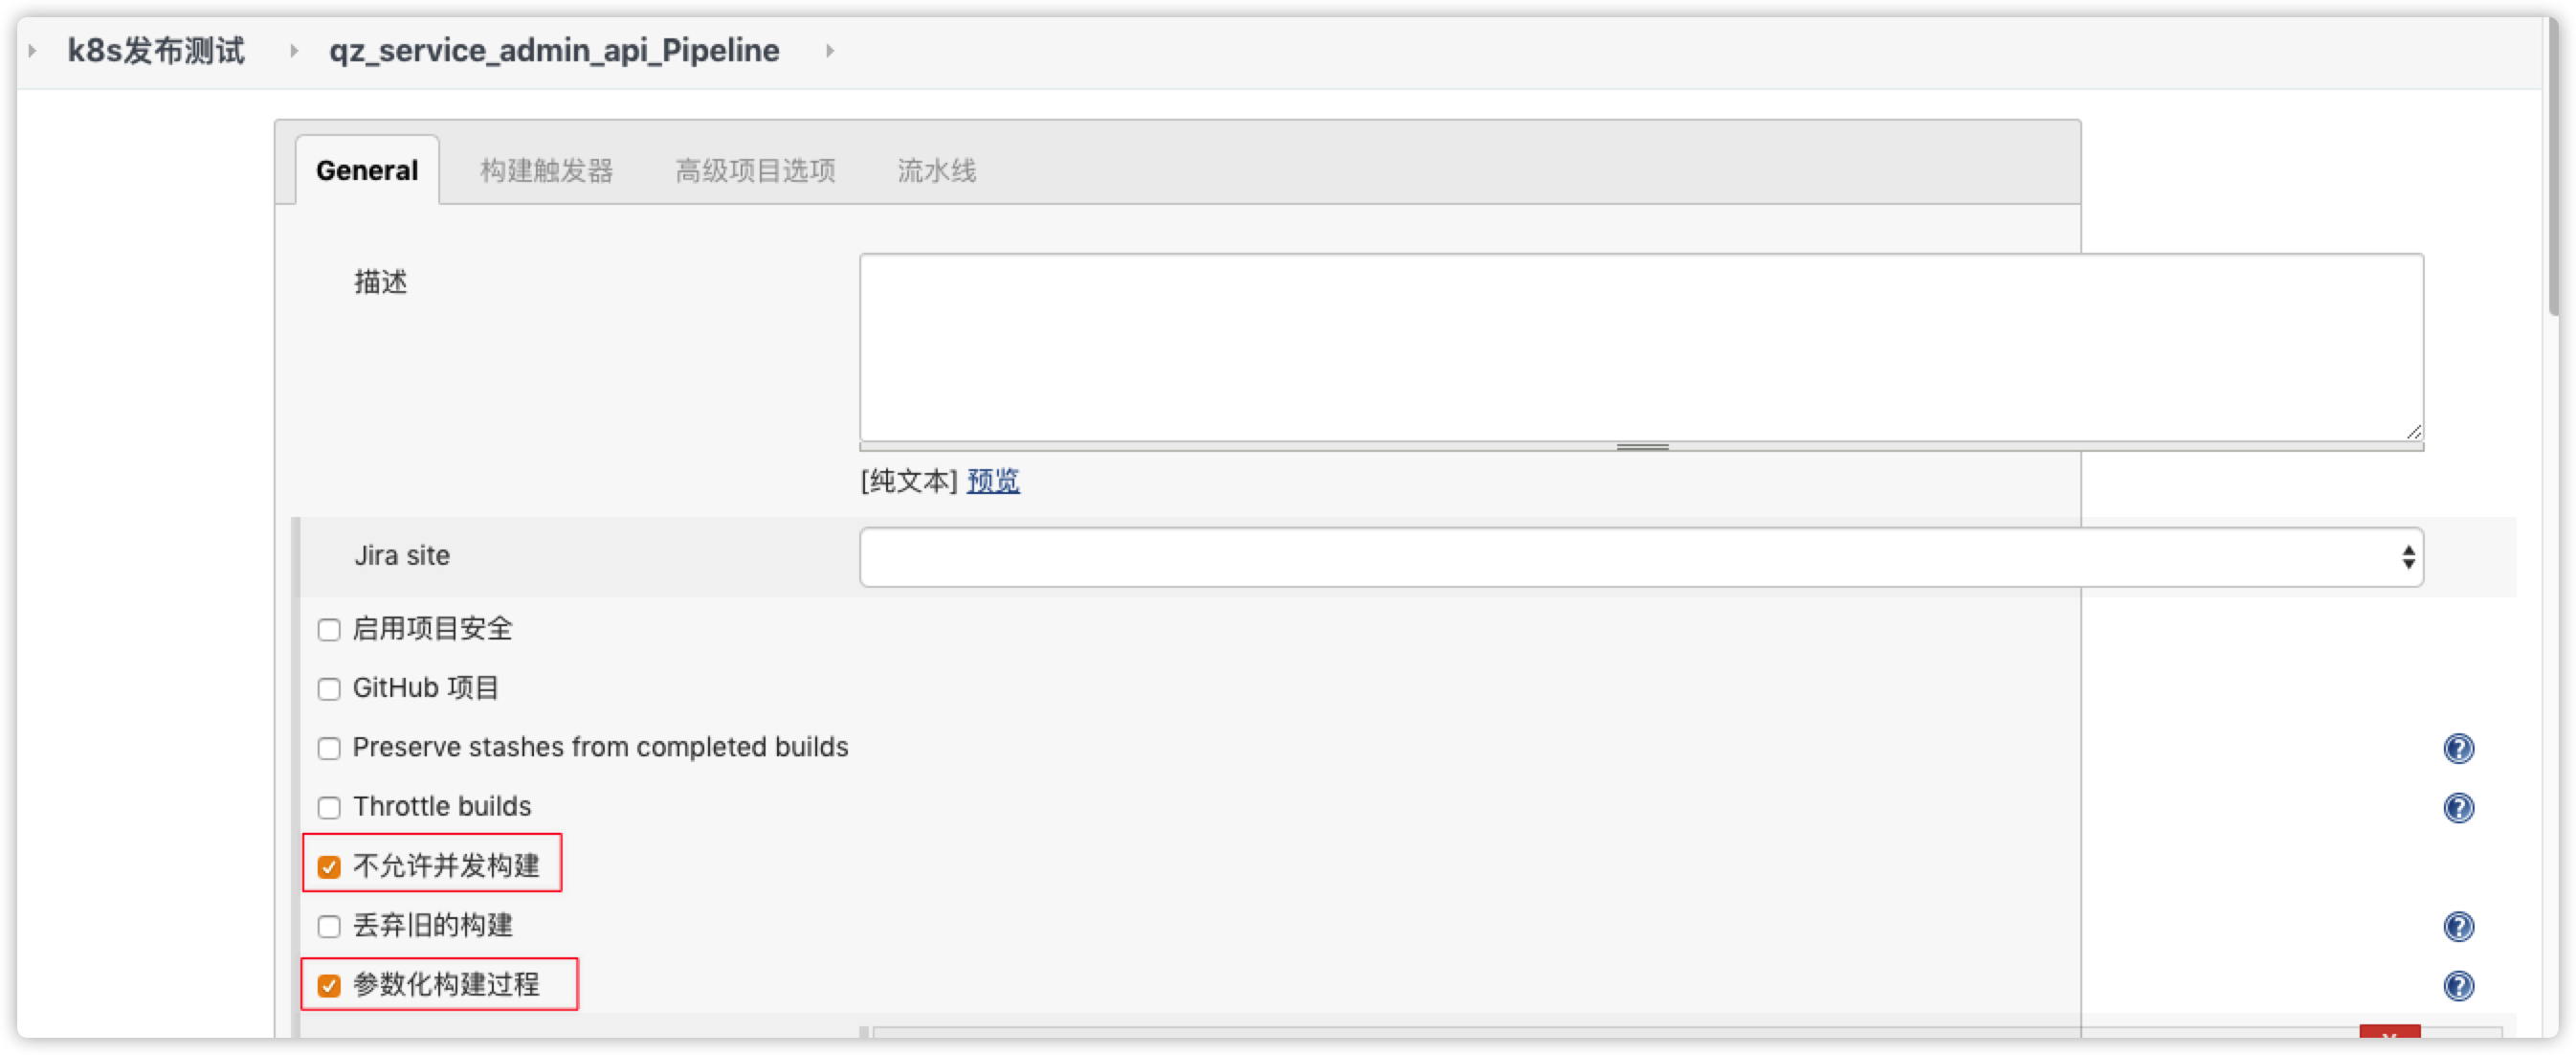 k8s发布测试 qz_service_admin_api_Pipeline
General 构建触发器 高级项目选项 流水线
描述
[纯文本] 预览
Jira site
启用项目安全
GitHub 项目
Preserve stashes from completed builds
Throttle builds
不允许并发构建
丢弃旧的构建
参数化构建过程